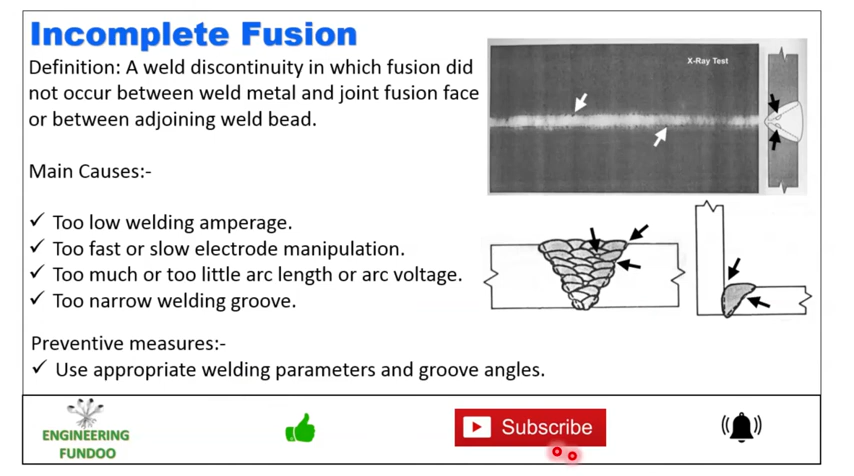 Incomplete Fusion
Definition: A weld discontinuity in which fusion did
not occur between weld metal and joint fusion face
or between adjoining weld bead.
X-Ray Test
Main Causes:-
✓ Too low welding amperage.
✓ Too fast or slow electrode manipulation.
✓ Too much or too little arc length or arc voltage.
✓ Too narrow welding groove.
Preventive measures:-
✓ Use appropriate welding parameters and groove angles.
ENGINEERING
FUNDOO
Subscribe